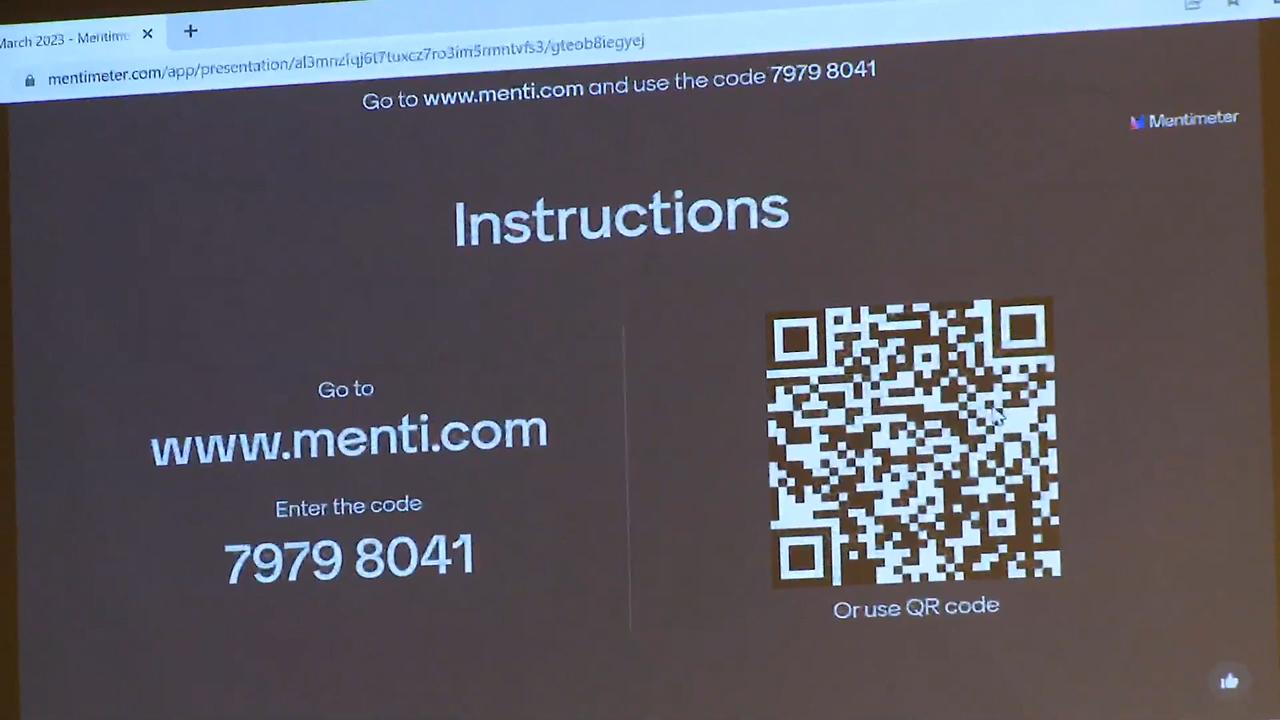 March 2023 - Mentime
mentimeter.com/app/presentation/
Go to www.menti.com and use the code 7979 8041
Mentimeter
Instructions
Go to
www.menti.com
Enter the code
7979 8041
Or use QR code